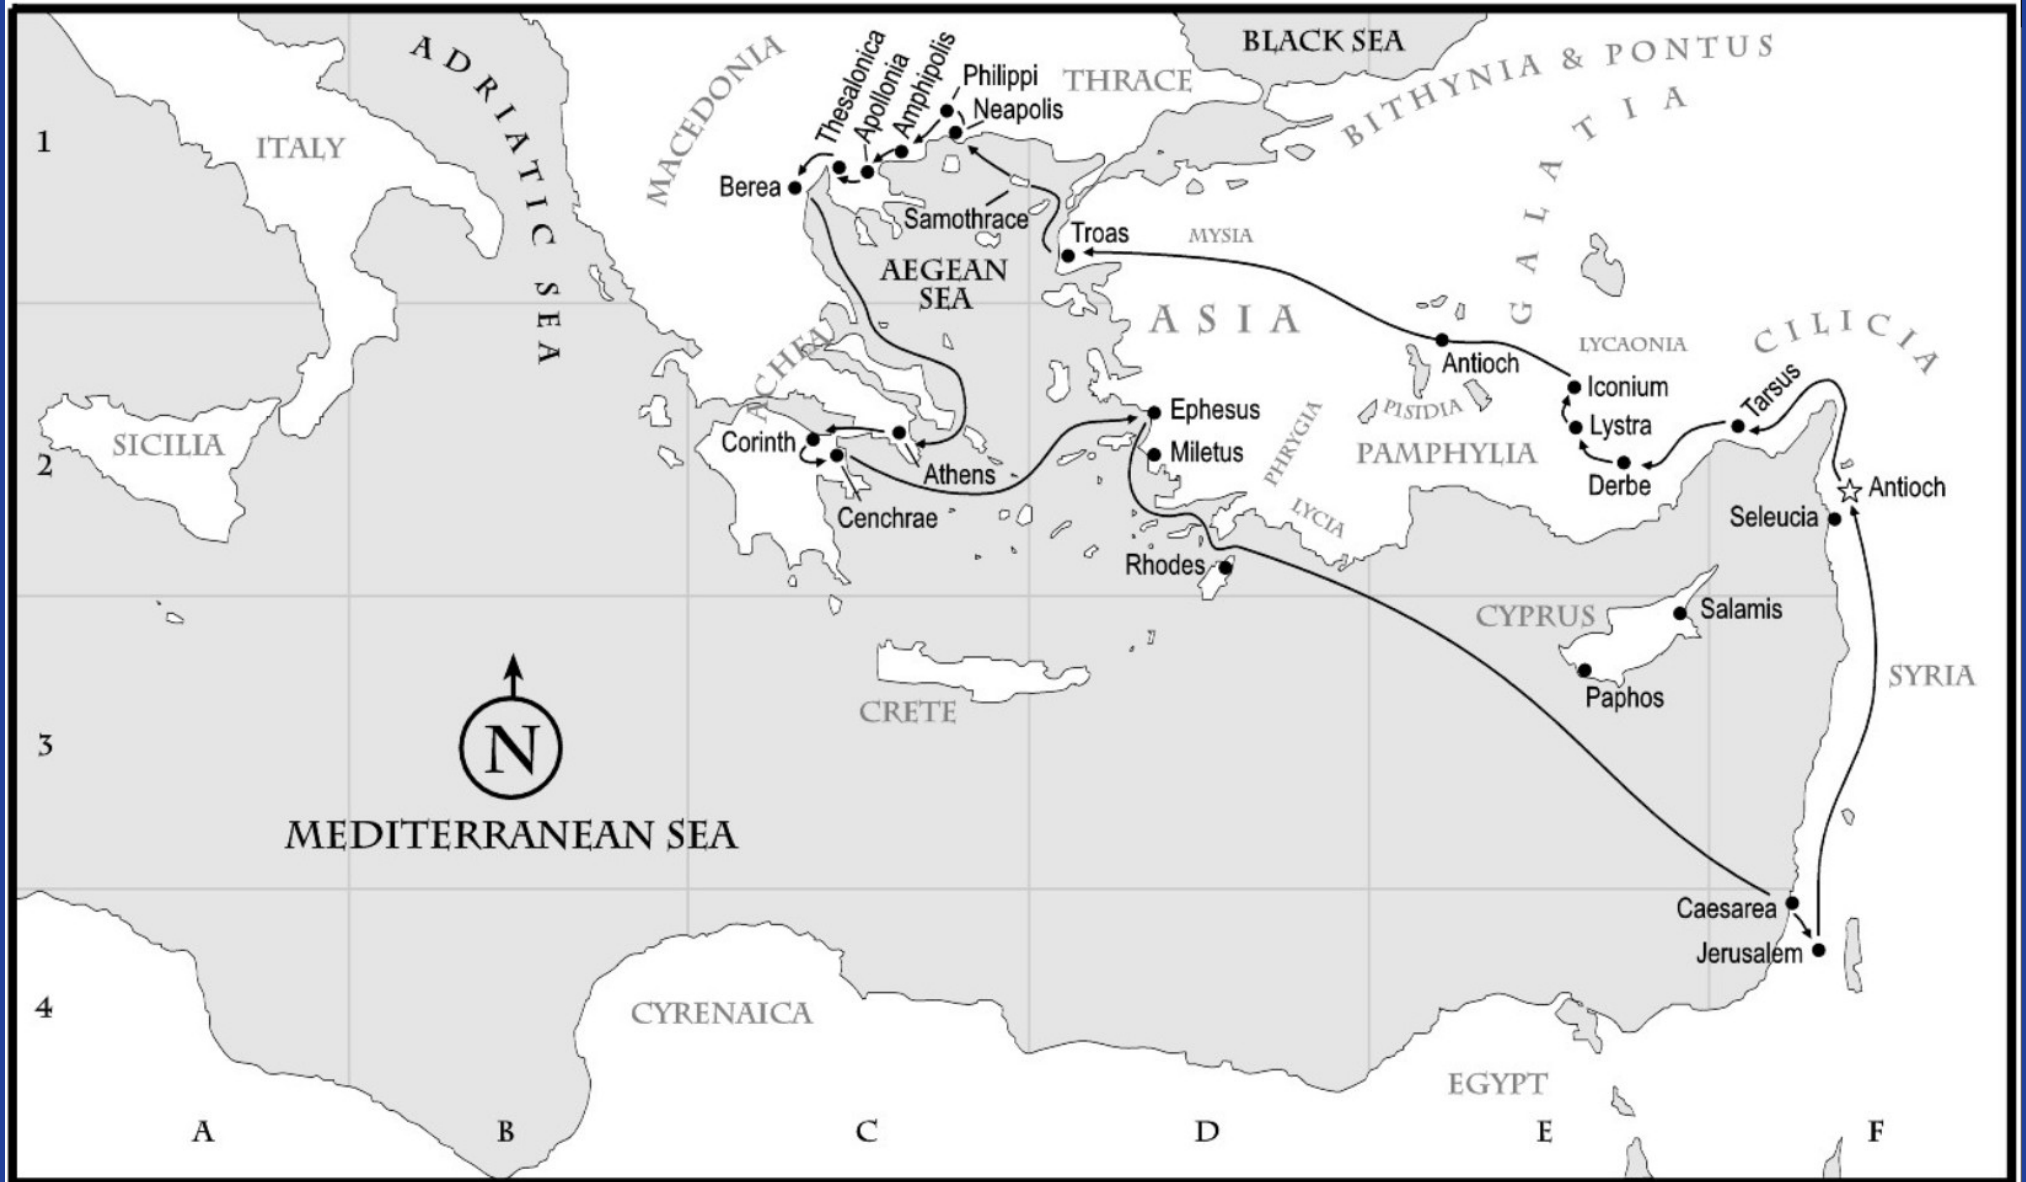 ADRIATIC SEA
MACEDONIA
Thesalonica
Apollonia
Amphipolis
Philippi
Neapolis
THRACE
BLACK SEA
BITHYNIA & PONTUS
GALATIA
1
ITALY
Berea
Samothrace
Troas
MYSIA
AEGEAN
SEA
ASIA
ACHEA
Antioch
LYCAONIA
CILICIA
Iconium
Tarsus
Lystra
PISIDIA
PHRYGIA
PAMPHYLIA
Ephesus
Miletus
SICILIA
2
Corinth
Athens
Cenchrae
Derbe
Antioch
Seleucia
LYCIA
Rhodes
CYPRUS
Salamis
Paphos
SYRIA
CRETE
N
3
MEDITERRANEAN SEA
Caesarea
Jerusalem
4
CYRENAICA
EGYPT
A
B
C
D
E
F